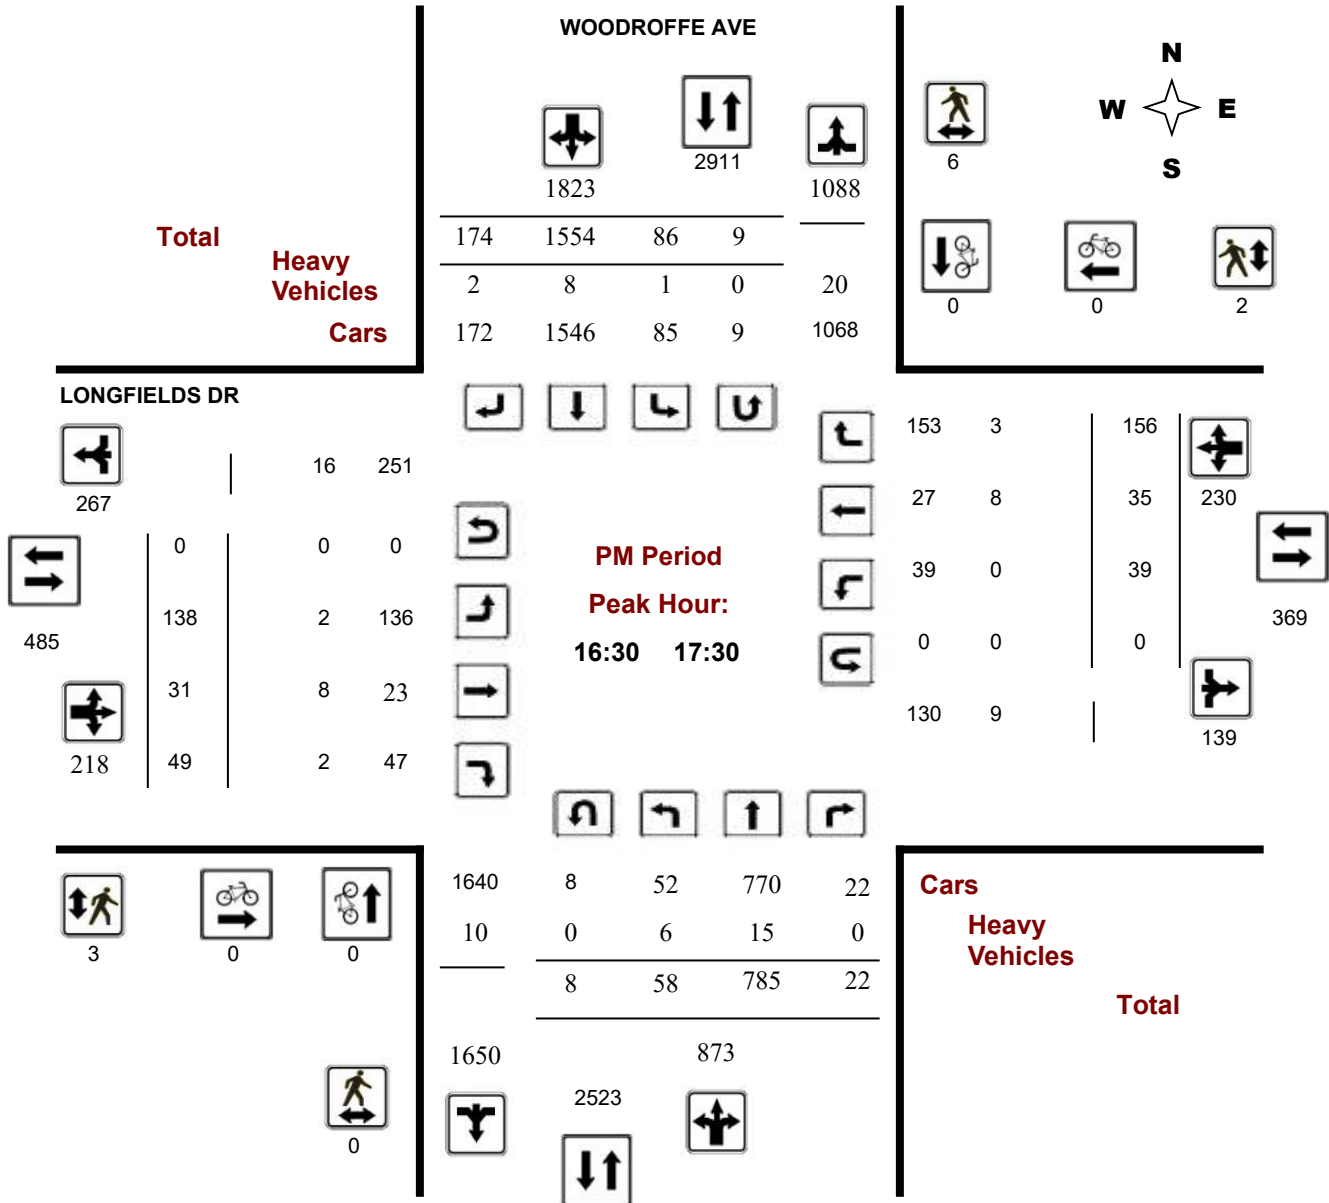 WOODROFFE AVE
N
W E
S
6
2911
1823 1088
Total 174 1554 86 9
Heavy
Vehicles 2 8 1 0 20
Cars 172 1546 85 9 1068
0 0 2
LONGFIELDS DR
153 3 156
16 251
267
27 8 35 230
0 0 0
PM Period
39 0 39
Peak Hour:
138 2 136
369
485
16:30 17:30
0 0 0
31 8 23
130 9
139
218 49 2 47
1640 8 52 770 22 Cars
10 0 6 15 0 Heavy
Vehicles
3 0 0
8 58 785 22
Total
1650 873
2523
0